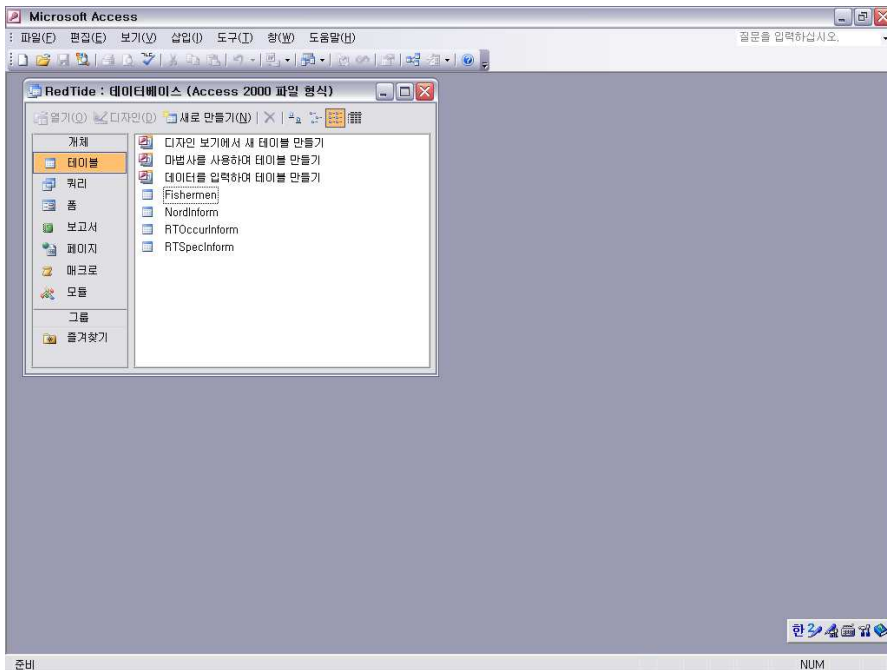 Microsoft Access
파일(F) 편집(E) 보기(V) 삽입(I) 도구(T) 창(W) 도움말(H)
질문을 입력하십시오.
RedTide : 데이터베이스 (Access 2000 파일 형식)
열기(O) 디자인(D) 새로 만들기(N)
개체
테이블
쿼리
폼
보고서
페이지
매크로
모듈
그룹
즐겨찾기
디자인 보기에서 새 테이블 만들기
마법사를 사용하여 테이블 만들기
데이터를 입력하여 테이블 만들기
Fishermen
NordInform
RTOccurInform
RTSpecInform
한
준비
NUM